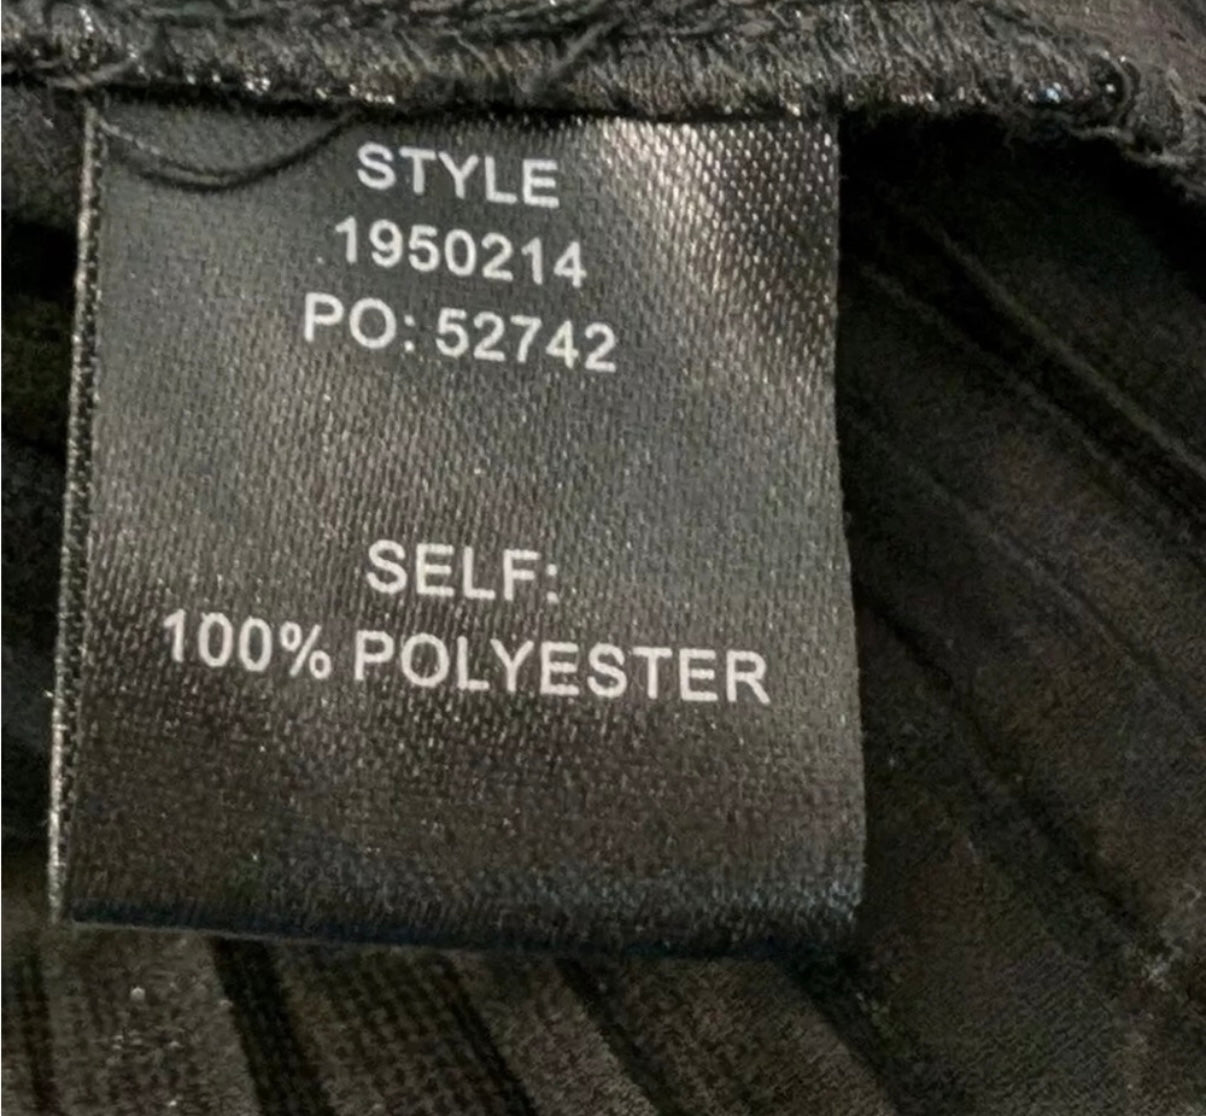 STYLE
1950214
PO: 52742
SELF:
100% POLYESTER